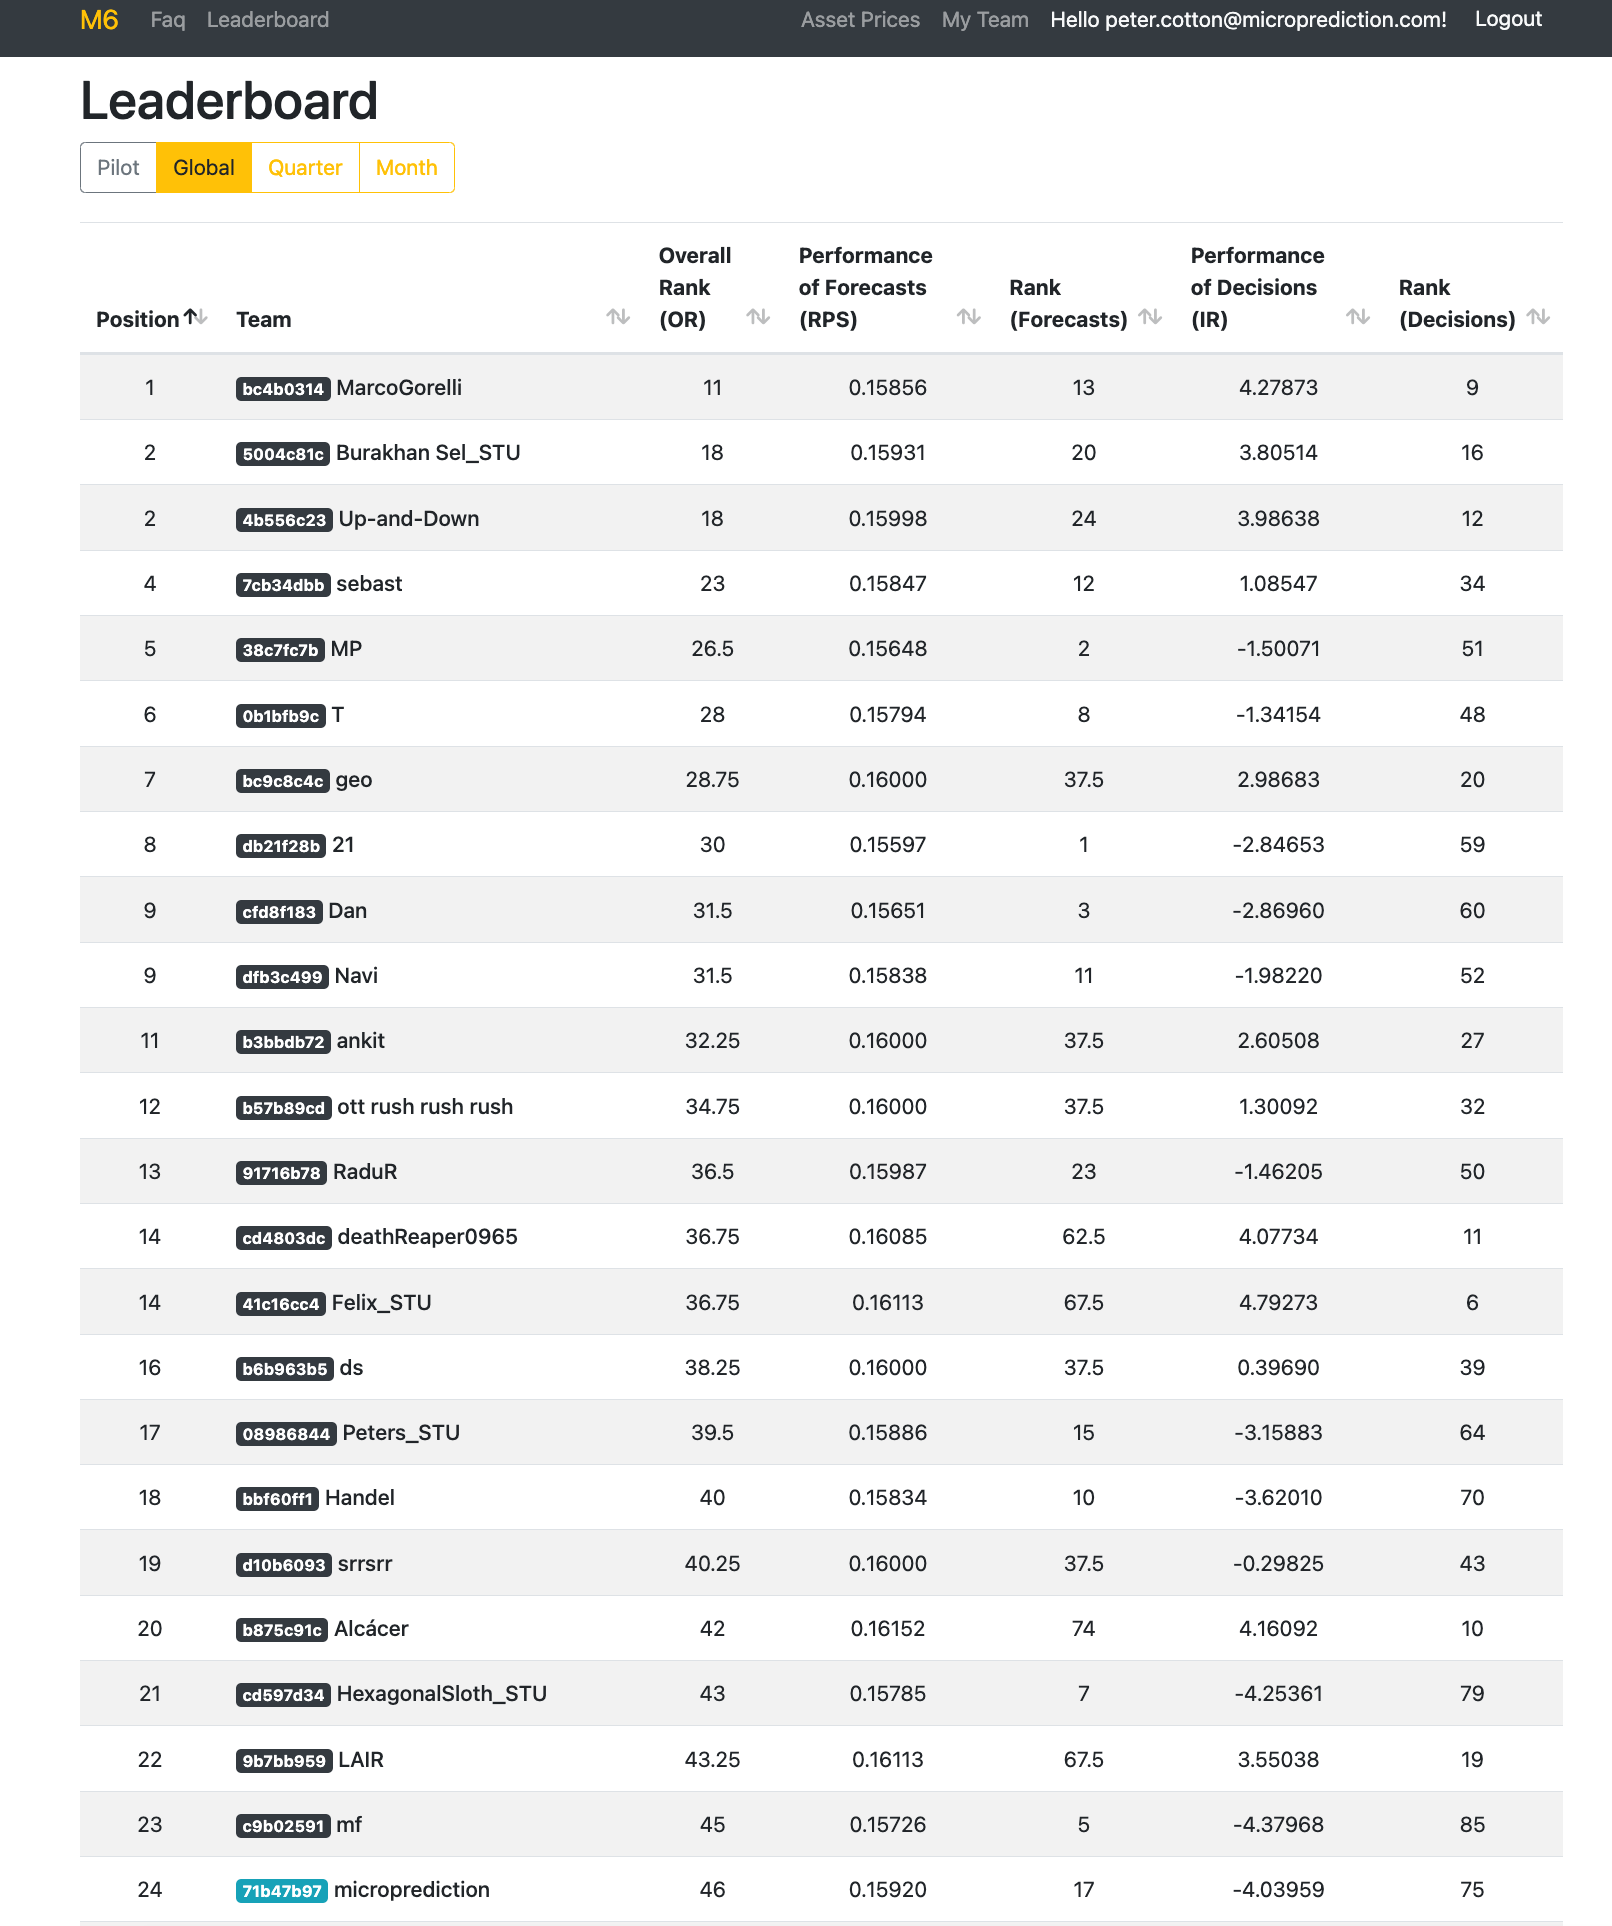 M6 Faq Leaderboard Asset Prices My Team Hello peter.cotton@microprediction.com! Logout
Leaderboard
Pilot Global Quarter Month
Position Team Overall Rank (OR) Performance of Forecasts (RPS) Rank (Forecasts) Performance of Decisions (IR) Rank (Decisions)
1 bc4b0314 MarcoGorelli 11 0.15856 13 4.27873 9
2 5004c81c Burakhan Sel_STU 18 0.15931 20 3.80514 16
2 4b556c23 Up-and-Down 18 0.15998 24 3.98638 12
4 7cb34dbb sebast 23 0.15847 12 1.08547 34
5 38c7fc7b MP 26.5 0.15648 2 -1.50071 51
6 0b1bfb9c T 28 0.15794 8 -1.34154 48
7 bc9c8c4c geo 28.75 0.16000 37.5 2.98683 20
8 db21f28b 21 30 0.15597 1 -2.84653 59
9 cfd8f183 Dan 31.5 0.15651 3 -2.86960 60
9 dfb3c499 Navi 31.5 0.15838 11 -1.98220 52
11 b3bbdb72 ankit 32.25 0.16000 37.5 2.60508 27
12 b57b89cd ott rush rush rush 34.75 0.16000 37.5 1.30092 32
13 91716b78 RaduR 36.5 0.15987 23 -1.46205 50
14 cd4803dc deathReaper0965 36.75 0.16085 62.5 4.07734 11
14 41c16cc4 Felix_STU 36.75 0.16113 67.5 4.79273 6
16 b6b963b5 ds 38.25 0.16000 37.5 0.39690 39
17 08986844 Peters_STU 39.5 0.15886 15 -3.15883 64
18 bbf60ff1 Handel 40 0.15834 10 -3.62010 70
19 d10b6093 srrsrr 40.25 0.16000 37.5 -0.29825 43
20 b875c91c Alcácer 42 0.16152 74 4.16092 10
21 cd597d34 HexagonalSloth_STU 43 0.15785 7 -4.25361 79
22 9b7bb959 LAIR 43.25 0.16113 67.5 3.55038 19
23 c9b02591 mf 45 0.15726 5 -4.37968 85
24 71b47b97 microprediction 46 0.15920 17 -4.03959 75